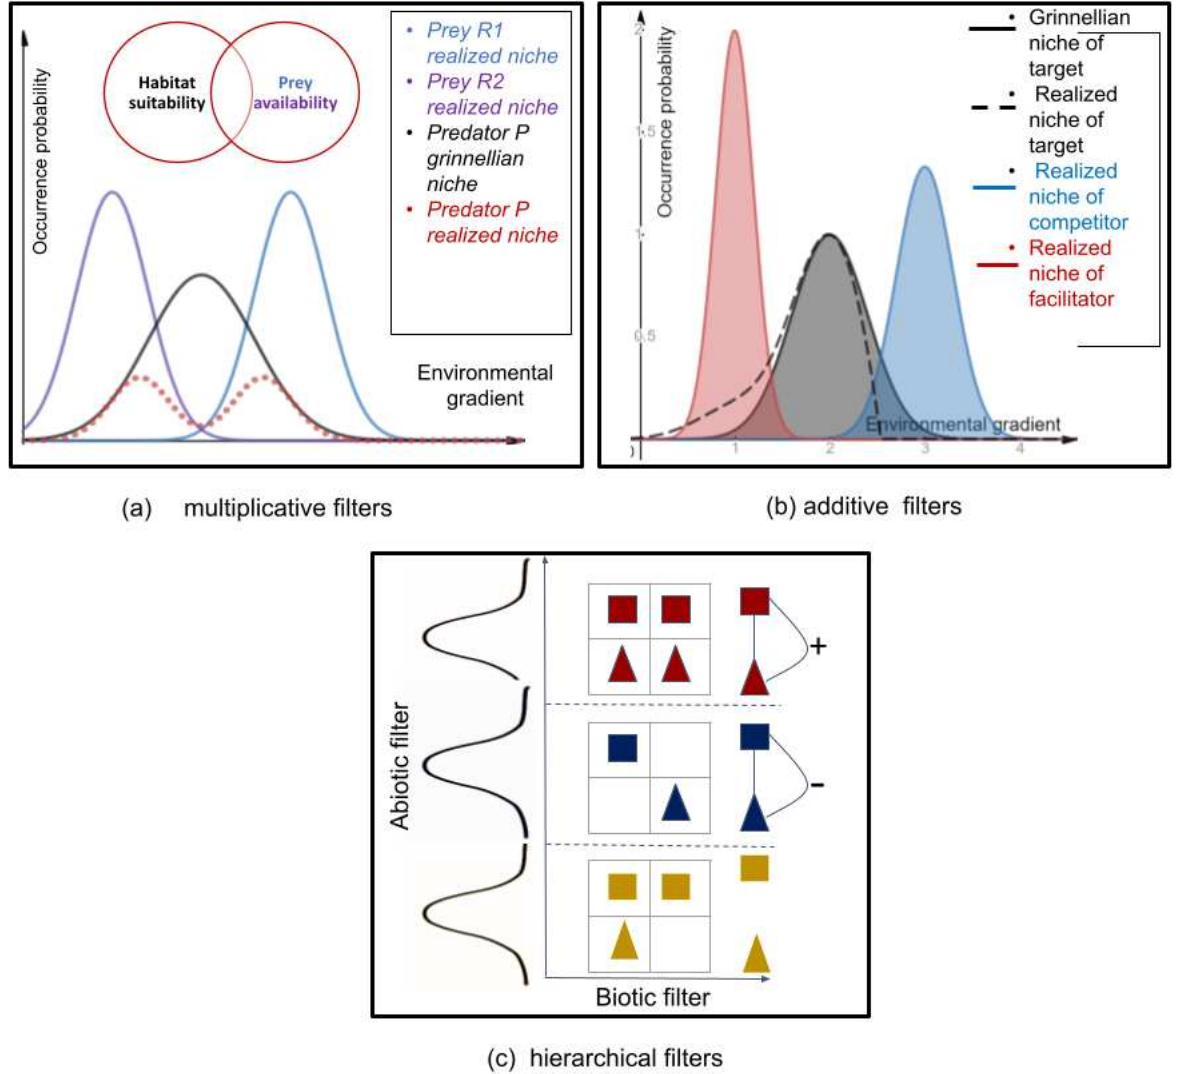 Occurrence probability
Habitat
suitability
Prey
availability
• Prey R1
realized niche
• Prey R2
realized niche
• Predator P
grinnellian
niche
• Predator P
realized niche
Environmental
gradient
(a) multiplicative filters
Occurrence probability
2
1.5
1
0.5
0
1
2
3
4
Environmental gradient
• Grinnellian
niche of
target
• Realized
niche of
target
• Realized
niche of
competitor
• Realized
niche of
facilitator
(b) additive filters
Abiotic filter
+
-
Biotic filter
(c) hierarchical filters